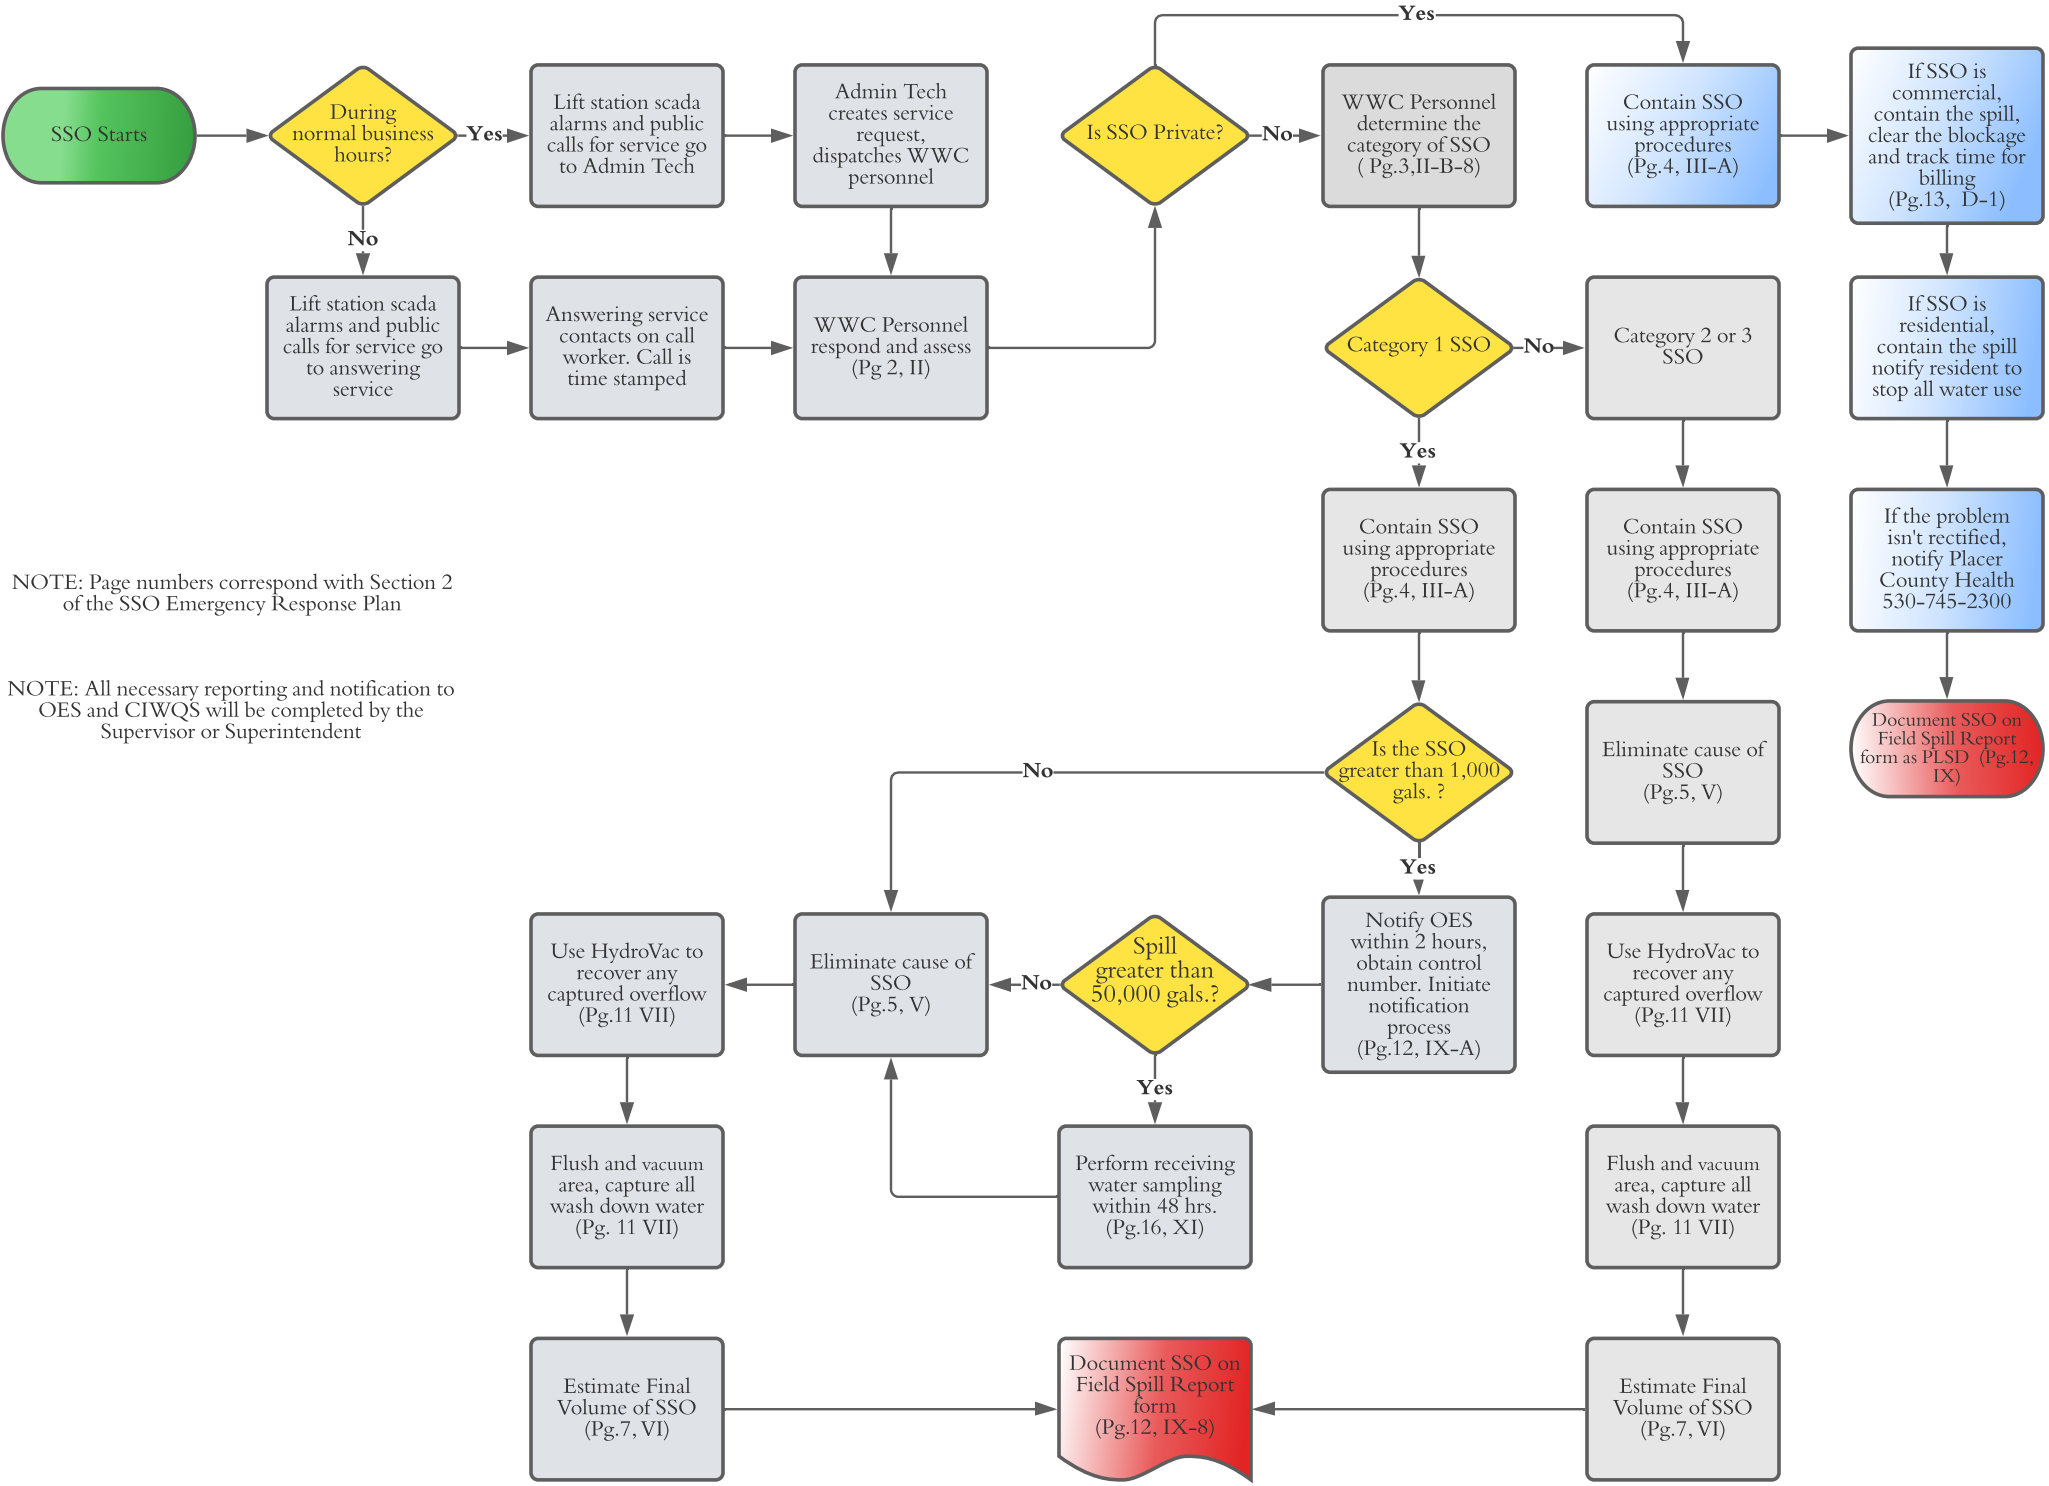 SSO Starts
During
normal business
hours?
Yes
No
Lift station scada
alarms and public
calls for service go
to Admin Tech
Admin Tech
creates service
request,
dispatches WWC
personnel
Lift station scada
alarms and public
calls for service go
to answering
service
Answering service
contacts on call
worker. Call is
time stamped
WWC Personnel
respond and assess
(Pg 2, II)
Is SSO Private?
Yes
No
WWC Personnel
determine the
category of SSO
( Pg.3,II-B-8)
Contain SSO
using appropriate
procedures
(Pg.4, III-A)
If SSO is
commercial,
contain the spill,
clear the blockage
and track time for
billing
(Pg.13, D-1)
If SSO is
residential,
contain the spill
notify resident to
stop all water use
If the problem
isn't rectified,
notify Placer
County Health
530-745-2300
Document SSO on
Field Spill Report
form as PLSD (Pg.12,
IX)
Category 1 SSO
No
Yes
Category 2 or 3
SSO
Contain SSO
using appropriate
procedures
(Pg.4, III-A)
Contain SSO
using appropriate
procedures
(Pg.4, III-A)
NOTE: Page numbers correspond with Section 2
of the SSO Emergency Response Plan
NOTE: All necessary reporting and notification to
OES and CIWQS will be completed by the
Supervisor or Superintendent
Is the SSO
greater than 1,000
gals. ?
No
Yes
Eliminate cause of
SSO
(Pg.5, V)
Notify OES
within 2 hours,
obtain control
number. Initiate
notification
process
(Pg.12, IX-A)
Spill
greater than
50,000 gals.?
No
Yes
Eliminate cause of
SSO
(Pg.5, V)
Use HydroVac to
recover any
captured overflow
(Pg.11 VII)
Use HydroVac to
recover any
captured overflow
(Pg.11 VII)
Perform receiving
water sampling
within 48 hrs.
(Pg.16, XI)
Flush and vacuum
area, capture all
wash down water
(Pg. 11 VII)
Flush and vacuum
area, capture all
wash down water
(Pg. 11 VII)
Estimate Final
Volume of SSO
(Pg.7, VI)
Document SSO on
Field Spill Report
form
(Pg.12, IX-8)
Estimate Final
Volume of SSO
(Pg.7, VI)